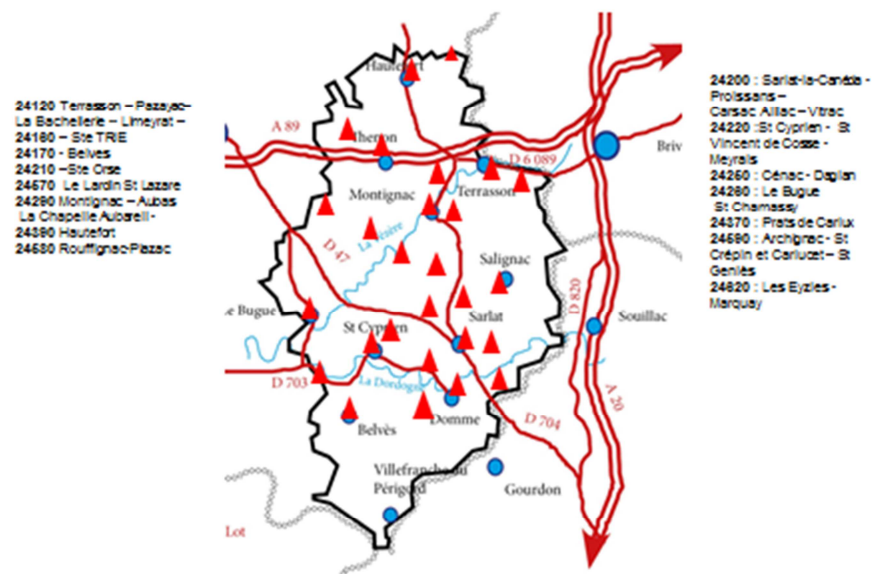 24120 Terrasson – Pazayac–
La Bachellerie – Limeyrat –
24160 – Ste TRIE
24170 - Belves
24210 –Ste Orse
24570 Le Lardin St Lazare
24290 Montignac – Aubas
La Chapelle Aubareil -
24390 Hautefort
24580 Rouffignac-Plazac
Hautefort
A 89
Thenon
D 6 089
Briv
Montignac
Terrasson
La Vézère
D 47
Salignac
D 820
e Bugue
St Cyprien
Sarlat
Souillac
D 703
La Dordogne
A 20
Belvès
Domme
D 704
Villefranche du
Périgord
Gourdon
Lot
24200 : Sarlat-la-Canéda -
Proissans –
Carsac Aillac – Vitrac
24220 :St Cyprien - St
Vincent de Cosse -
Meyrals
24250 : Cénac - Daglan
24260 : Le Bugue
St Chamassy
24370 : Prats de Carlux
24590 : Archignac - St
Crépin et Carlucet – St
Geniès
24620 : Les Eyzies -
Marquay